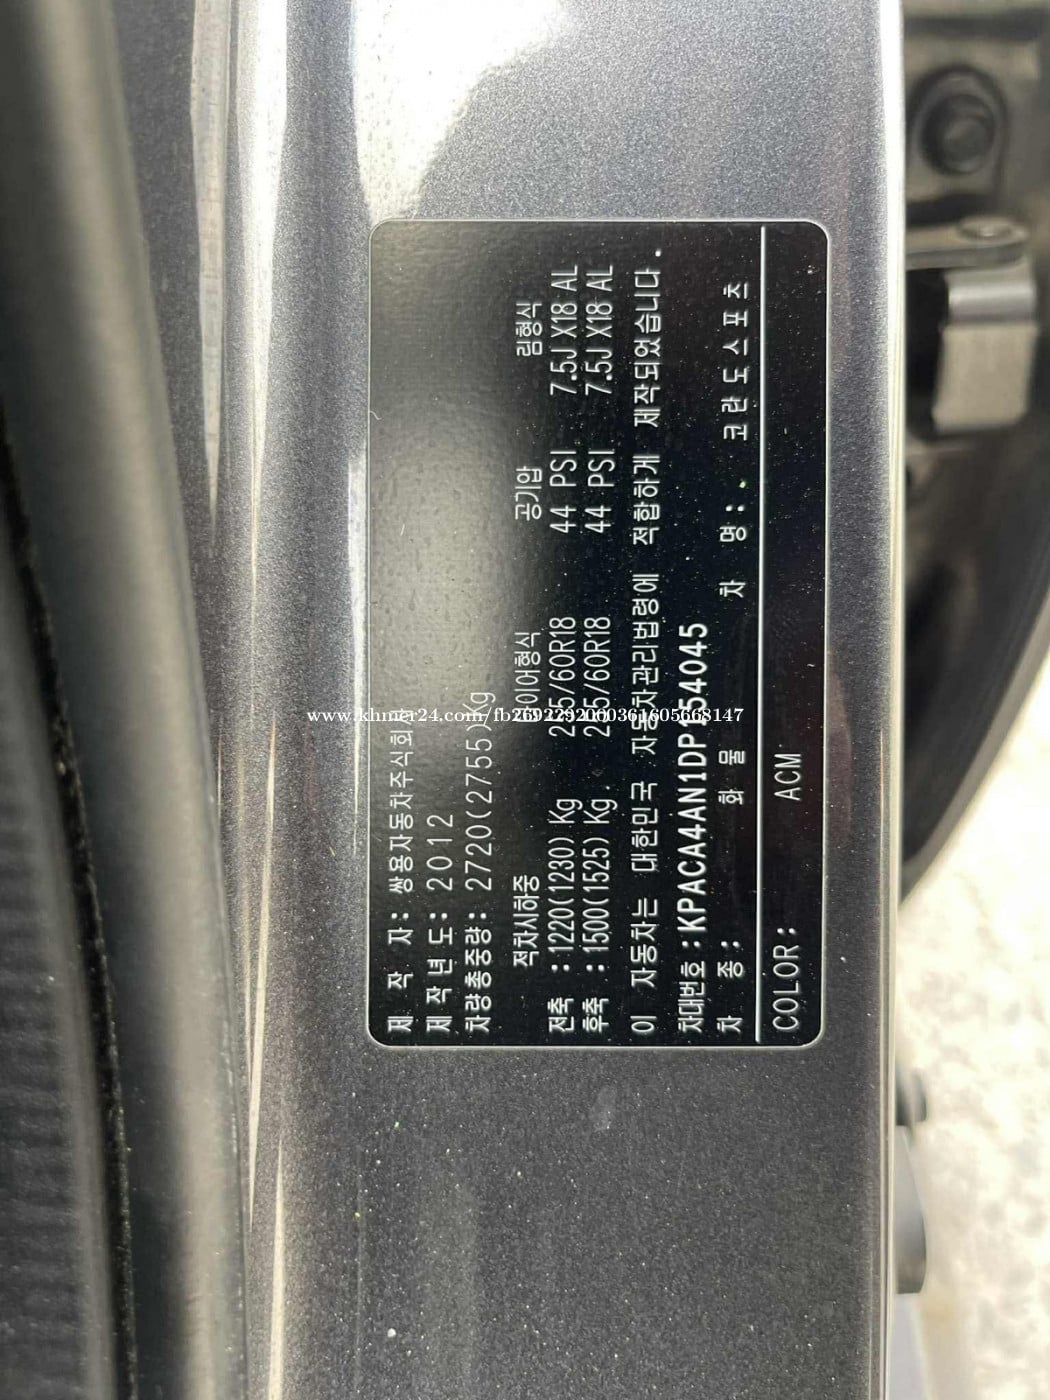 제 작 자: 쌍용자동차주식회사
제 작 년 도: 2012
차량총중량: 2720(2755)Kg
적차시하중 타이어형식 공기압 림형식
전축 : 1220(1230) Kg 255/60R18 44 PSI 7.5J X18 AL
후축 : 1500(1525) Kg. 255/60R18 44 PSI 7.5J X18 AL
이 자동차는 대한민국 자동차관리법령에 적합하게 제작되었습니다.
차대번호 : KPACA4AN1DP154045
차 종: 화 물 차 명: 코란도스포츠
COLOR: ACM
www.khmer24.com/fb2692292000361605668147